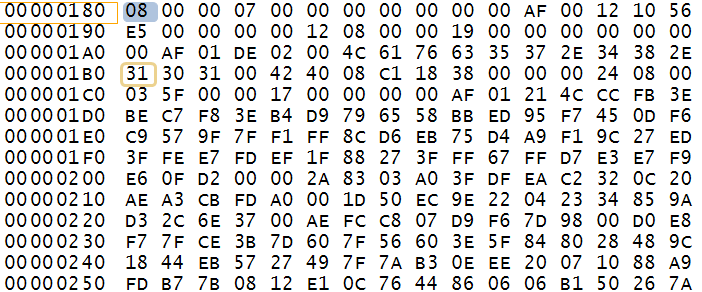 00000180 08 00 00 07 00 00 00 00 00 00 00 AF 00 12 10 56
00000190 E5 00 00 00 00 12 08 00 00 19 00 00 00 00 00 00
000001A0 00 AF 01 DE 02 00 4C 61 76 63 35 37 2E 34 38 2E
000001B0 31 30 31 00 42 40 08 C1 18 38 00 00 00 24 08 00
000001C0 03 5F 00 00 17 00 00 00 00 AF 01 21 4C CC FB 3E
000001D0 BE C7 F8 3E B4 D9 79 65 58 BB ED 95 F7 45 0D F6
000001E0 C9 57 9F 7F F1 FF 8C D6 EB 75 D4 A9 F1 9C 27 ED
000001F0 3F FE E7 FD EF 1F 88 27 3F FF 67 FF D7 E3 E7 F9
00000200 E6 0F D2 00 00 2A 83 03 A0 3F DF EA C2 32 0C 20
00000210 AE A3 CB FD A0 00 1D 50 EC 9E 22 04 23 34 85 9A
00000220 D3 2C 6E 37 00 AE FC C8 07 D9 F6 7D 98 00 D0 E8
00000230 F7 7F CE 3B 7D 60 7F 56 60 3E 5F 84 80 28 48 9C
00000240 18 44 EB 57 27 49 7F 7A B3 0E EE 20 07 10 88 A9
00000250 FD B7 7B 08 12 E1 0C 76 44 86 06 06 B1 50 26 7A